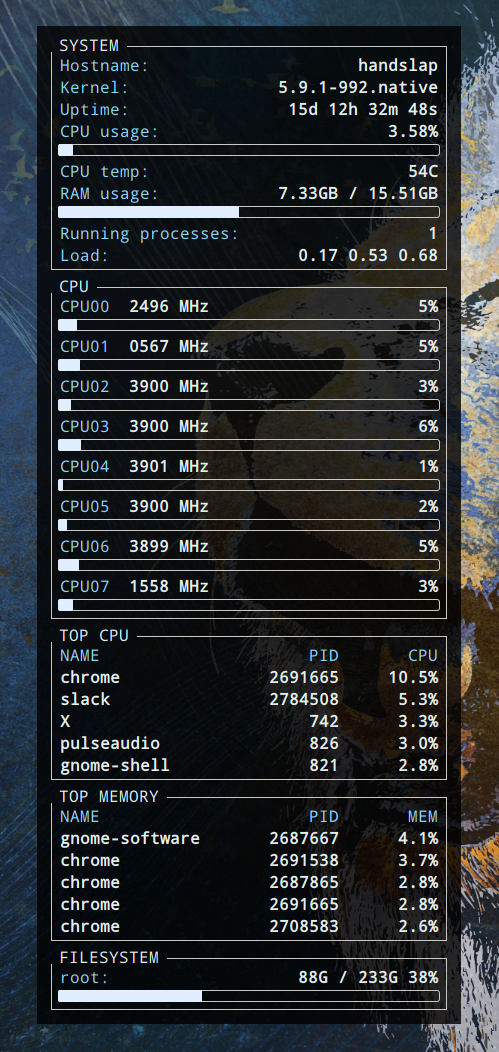 SYSTEM
Hostname: handslap
Kernel: 5.9.1-992.native
Uptime: 15d 12h 32m 48s
CPU usage: 3.58%
CPU temp: 54C
RAM usage: 7.33GB / 15.51GB
Running processes: 1
Load: 0.17 0.53 0.68
CPU
CPU00 2496 MHz 5%
CPU01 0567 MHz 5%
CPU02 3900 MHz 3%
CPU03 3900 MHz 6%
CPU04 3901 MHz 1%
CPU05 3900 MHz 2%
CPU06 3899 MHz 5%
CPU07 1558 MHz 3%
TOP CPU
NAME PID CPU
chrome 2691665 10.5%
slack 2784508 5.3%
X 742 3.3%
pulseaudio 826 3.0%
gnome-shell 821 2.8%
TOP MEMORY
NAME PID MEM
gnome-software 2687667 4.1%
chrome 2691538 3.7%
chrome 2687865 2.8%
chrome 2691665 2.8%
chrome 2708583 2.6%
FILESYSTEM
root: 88G / 233G 38%